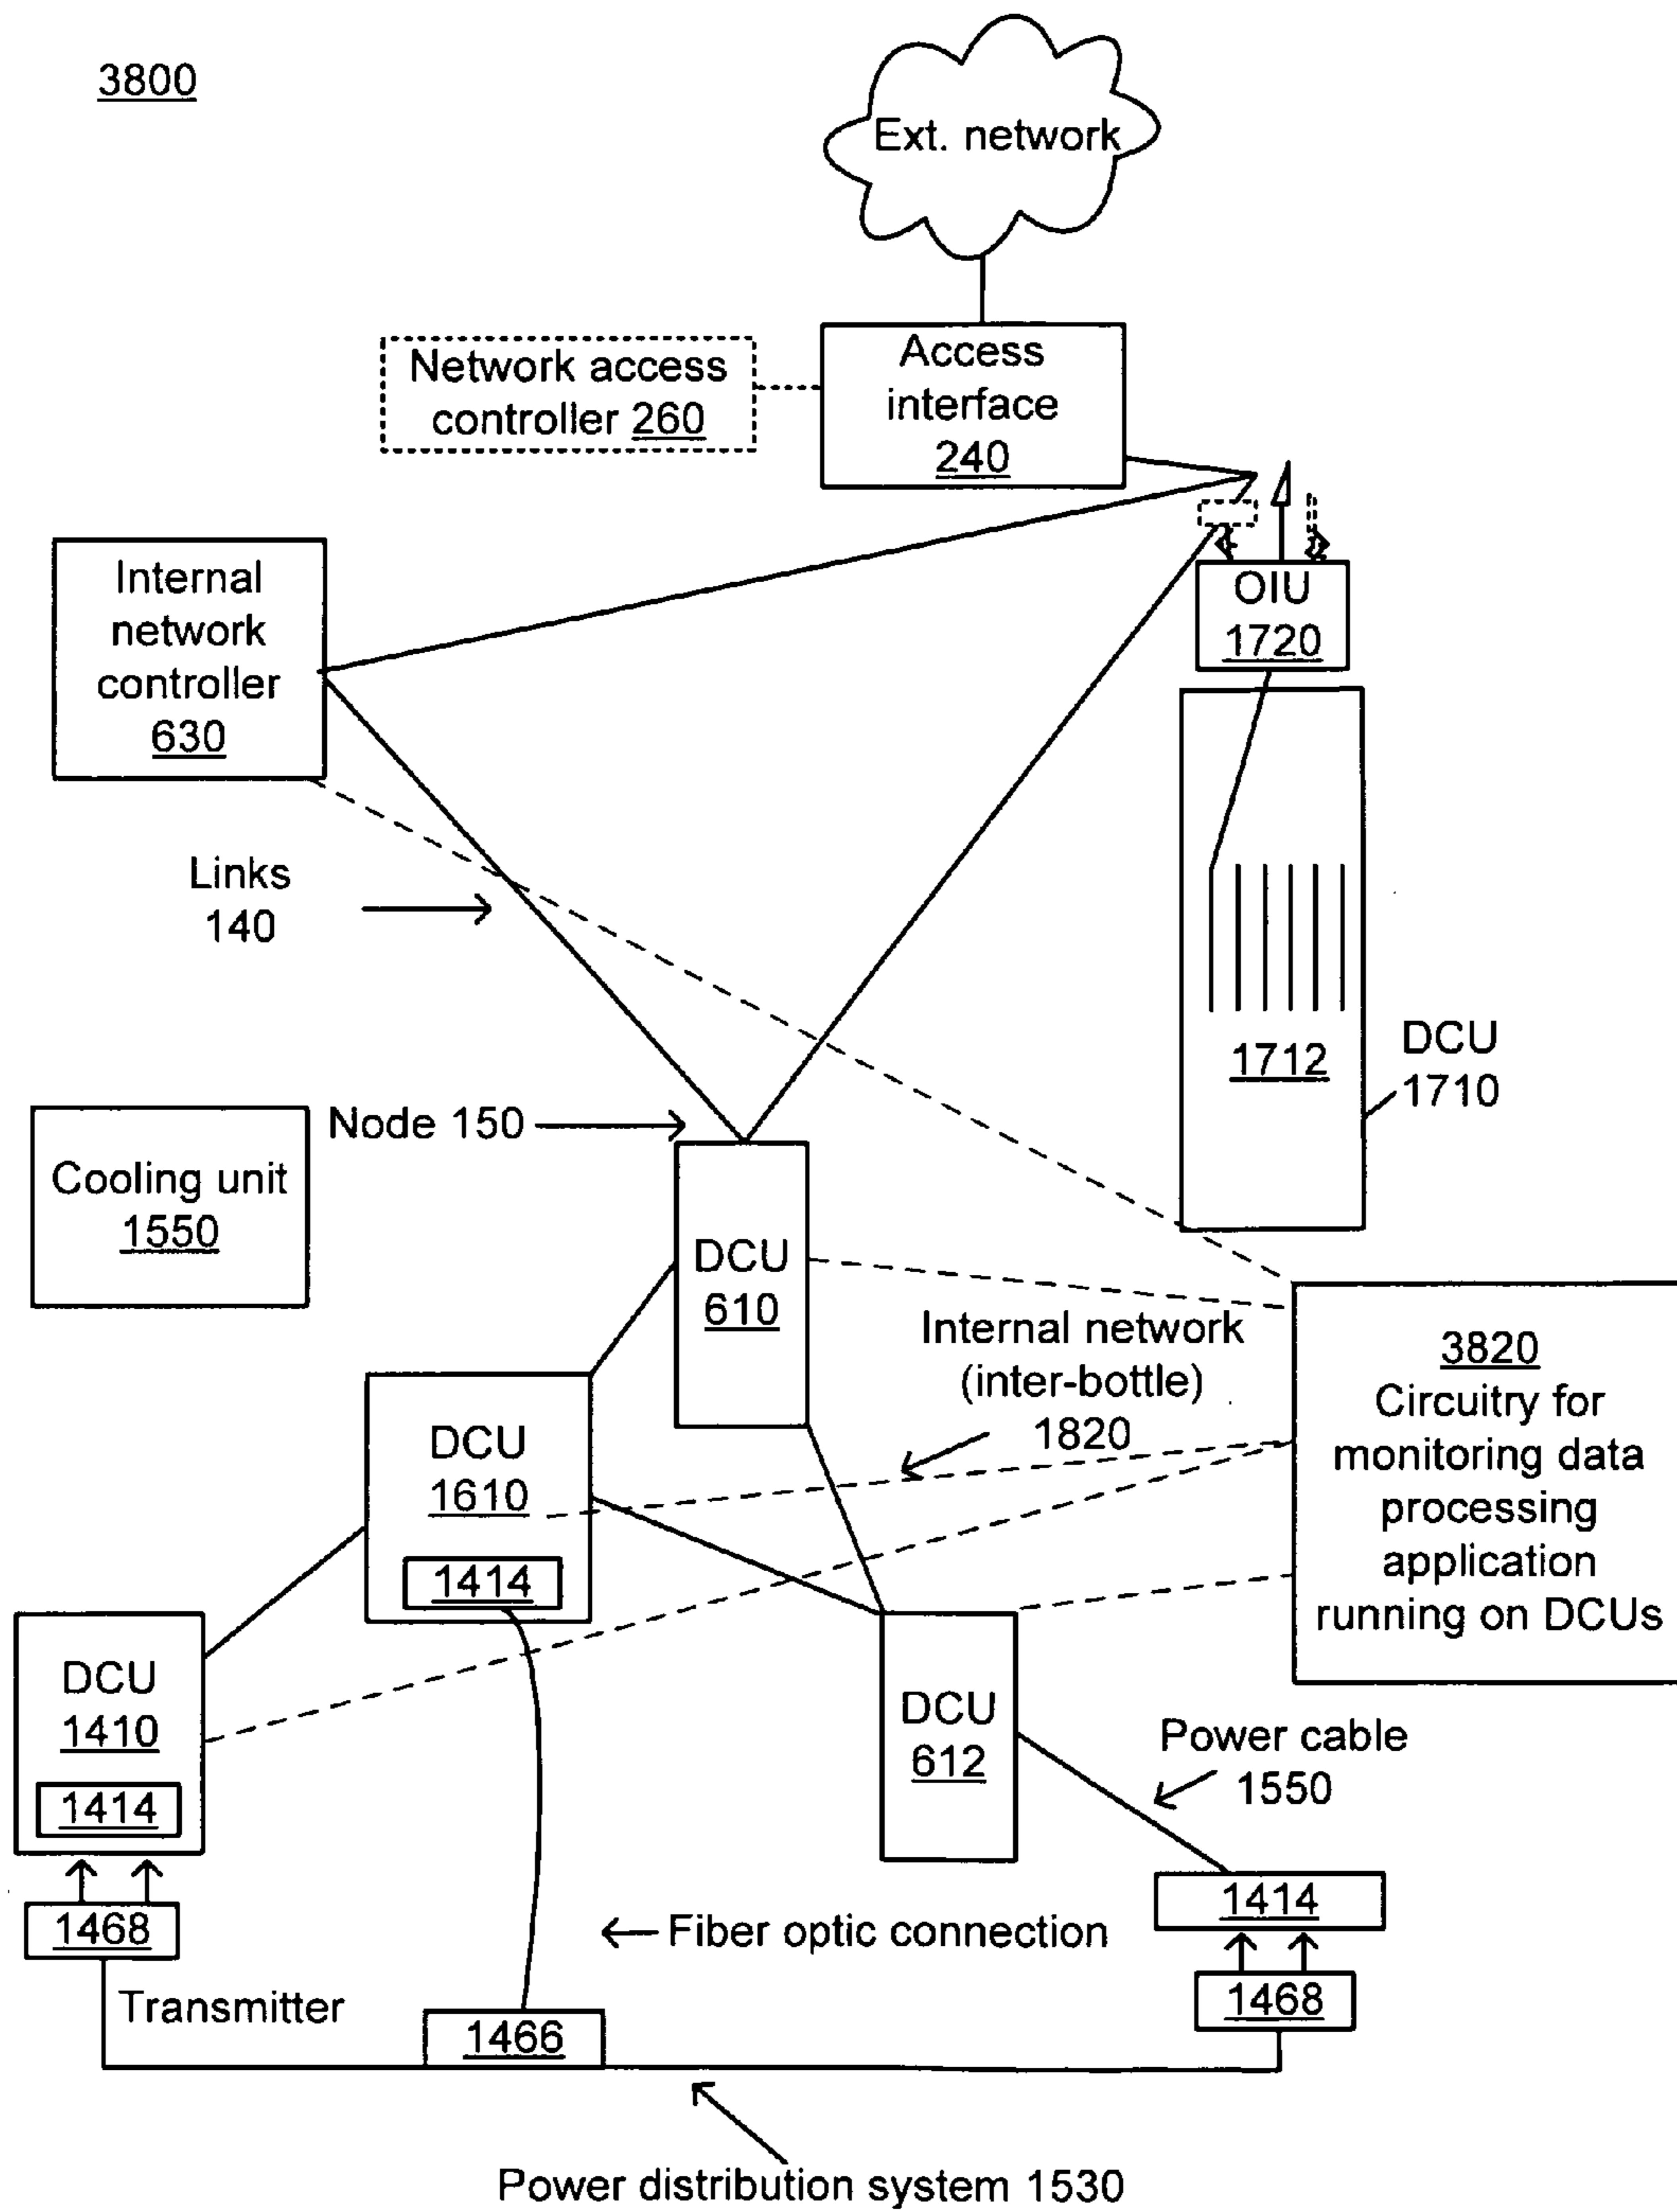 3800
Ext. network
Network access
controller 260
Access
interface
240
Internal
network
controller
630
OIU
1720
Links
140
1712
DCU
1710
Node 150
Cooling unit
1550
DCU
610
Internal network
(inter-bottle)
1820
3820
Circuitry for
monitoring data
processing
application
running on DCUs
DCU
1610
1414
DCU
1410
1414
DCU
612
Power cable
1550
1468
1414
Fiber optic connection
1468
Transmitter
1466
Power distribution system 1530